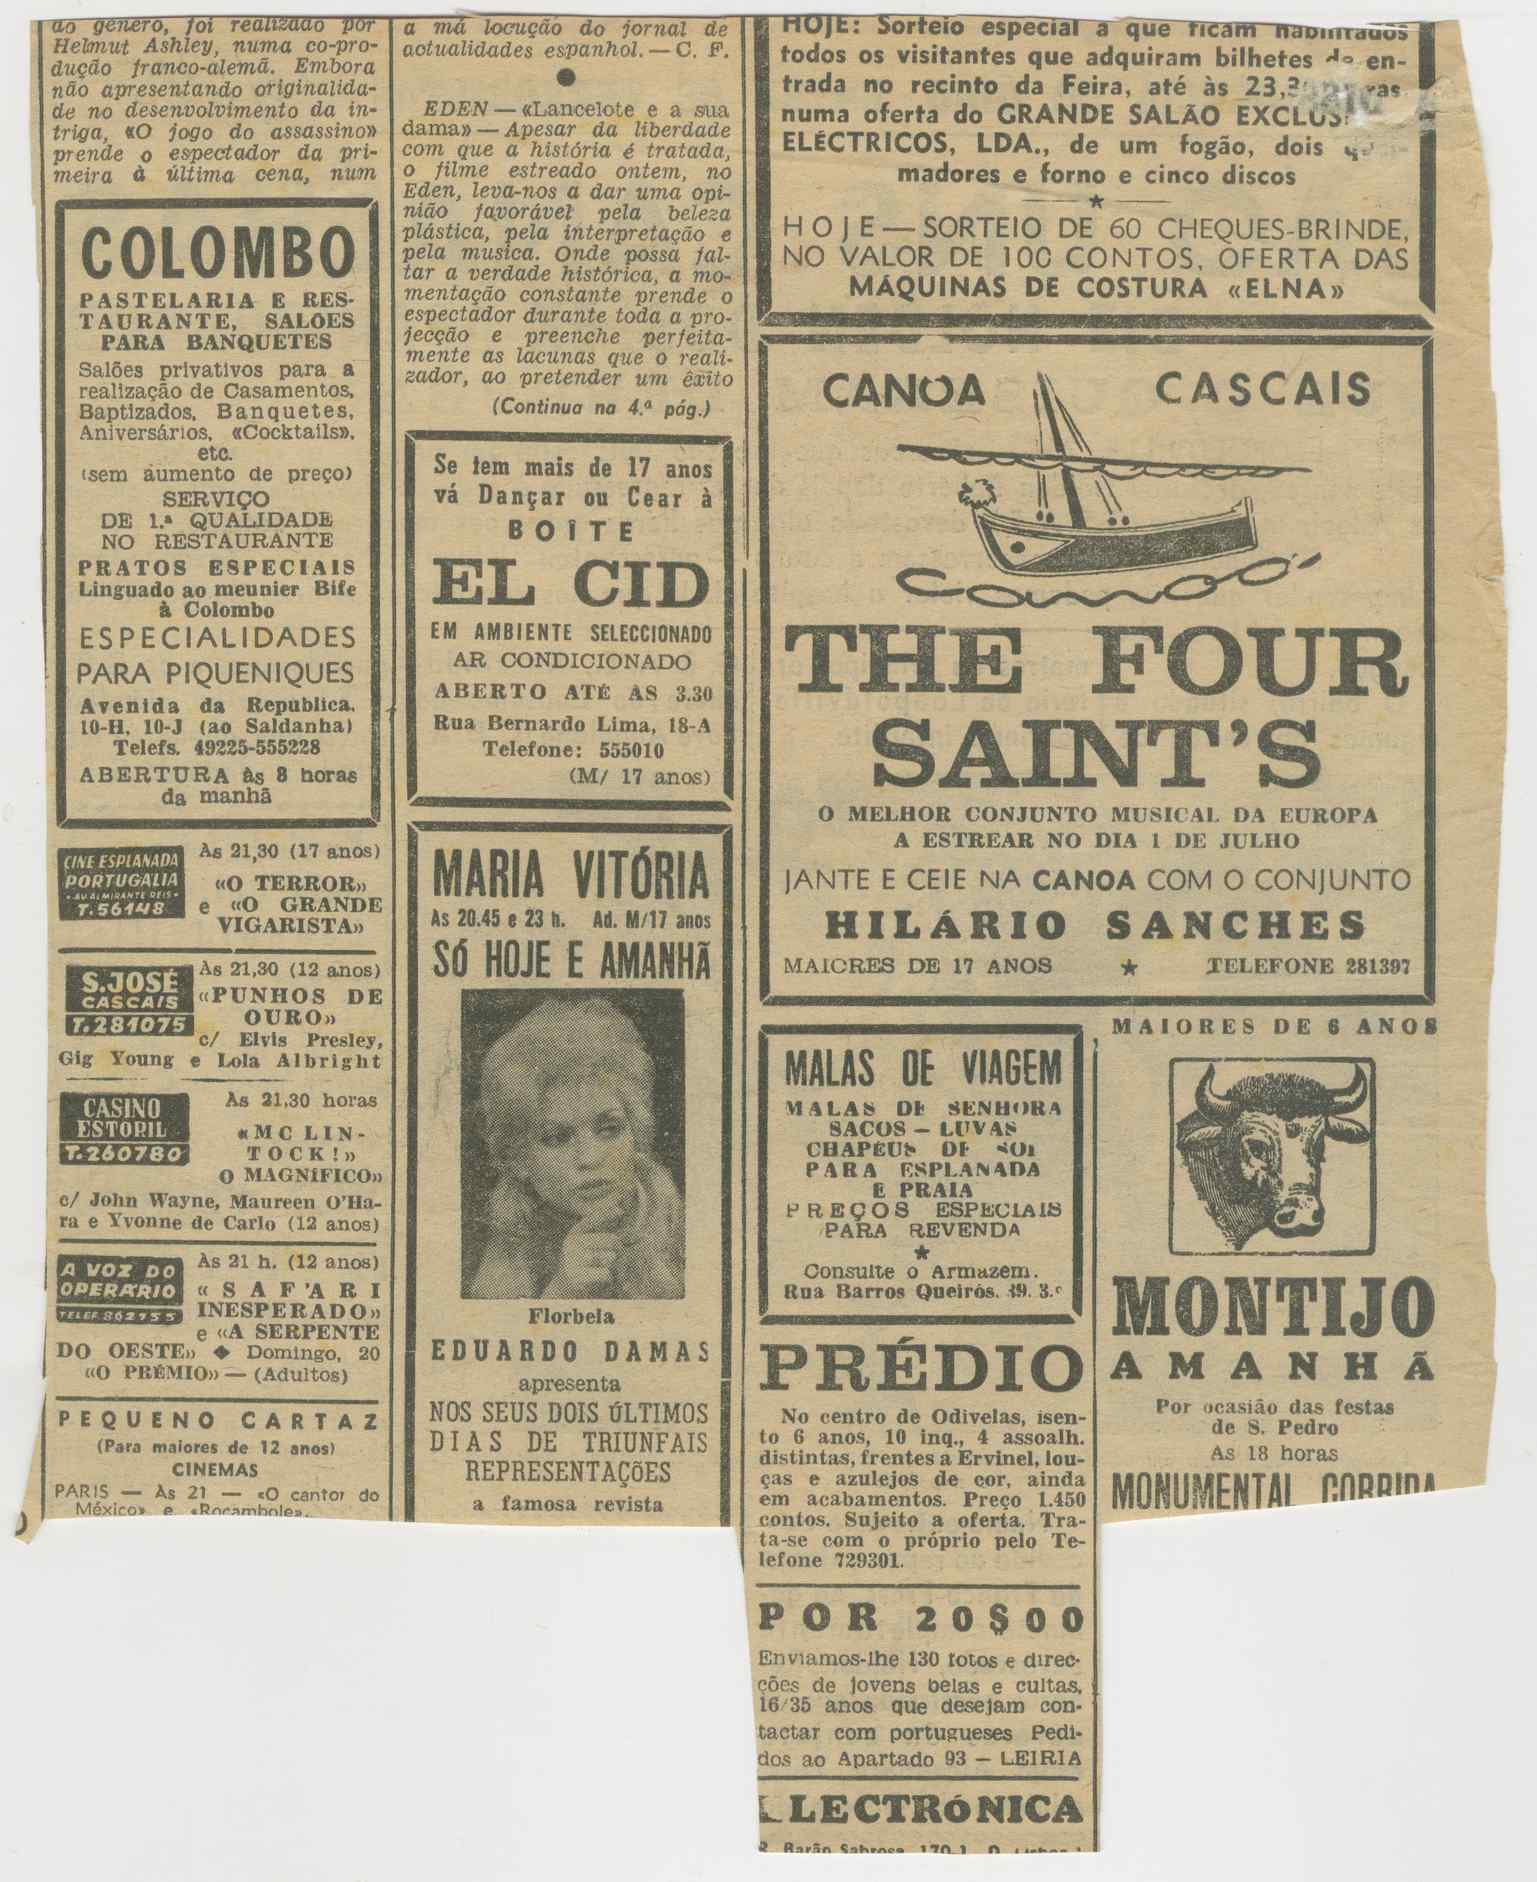 do género, foi realizado por
Helmut Ashley, numa co-pro-
dução franco-alemã. Embora
não apresentando originalida-
de no desenvolvimento da in-
triga, «O jogo do assassino»
prende o espectador da pri-
meira à última cena, num
COLOMBO
PASTELARIA E RES-
TAURANTE, SALOES
PARA BANQUETES
Salões privativos para a
realização de Casamentos,
Baptizados, Banquetes,
Aniversários, «Cocktails»,
etc.
(sem aumento de preço)
SERVIÇO
DE 1.ª QUALIDADE
NO RESTAURANTE
PRATOS ESPECIAIS
Linguado ao meunier Bife
à Colombo
ESPECIALIDADES
PARA PIQUENIQUES
Avenida da Republica,
10-H, 10-J (ao Saldanha)
Telefs. 49225-555228
ABERTURA às 8 horas
da manhã
CINE ESPLANADA
PORTUGALIA
• AV. ALMIRANTE REIS •
T.56148
Às 21,30 (17 anos)
«O TERROR»
e «O GRANDE
VIGARISTA»
S.JOSÉ
CASCAIS
T.281075
Às 21,30 (12 anos)
«PUNHOS DE
OURO»
c/ Elvis Presley,
Gig Young e Lola Albright
CASINO
ESTORIL
T.260780
Às 21,30 horas
«MC LIN-
TOCK!»
O MAGNÍFICO»
c/ John Wayne, Maureen O'Ha-
ra e Yvonne de Carlo (12 anos)
A VOZ DO
OPERÁRIO
TELEF. 862755
Às 21 h. (12 anos)
«SAFARI
INESPERADO»
e «A SERPENTE
DO OESTE» ◆ Domingo, 20
«O PRÉMIO» — (Adultos)
PEQUENO CARTAZ
(Para maiores de 12 anos)
CINEMAS
PARIS — Às 21 — «O cantor do
México» e «Rocambole».
a má locução do jornal de
actualidades espanhol. — C. F.
●
EDEN — «Lancelote e a sua
dama» — Apesar da liberdade
com que a história é tratada,
o filme estreado ontem, no
Eden, leva-nos a dar uma opi-
nião favorável pela beleza
plástica, pela interpretação e
pela musica. Onde possa fal-
tar a verdade histórica, a mo-
mentação constante prende o
espectador durante toda a pro-
jecção e preenche perfeita-
mente as lacunas que o reali-
zador, ao pretender um êxito
(Continua na 4.ª pág.)
Se tem mais de 17 anos
vá Dançar ou Cear à
BOÎTE
EL CID
EM AMBIENTE SELECCIONADO
AR CONDICIONADO
ABERTO ATÉ ÀS 3.30
Rua Bernardo Lima, 18-A
Telefone: 555010
(M/ 17 anos)
MARIA VITÓRIA
As 20.45 e 23 h. Ad. M/17 anos
SÓ HOJE E AMANHÃ
Florbela
EDUARDO DAMAS
apresenta
NOS SEUS DOIS ÚLTIMOS
DIAS DE TRIUNFAIS
REPRESENTAÇÕES
a famosa revista
HOJE: Sorteio especial a que ficam habilitados
todos os visitantes que adquiram bilhetes de en-
trada no recinto da Feira, até às
numa oferta do GRANDE SALÃO
ELÉCTRICOS, LDA., de um fogão, dois
madores e forno e cinco discos
★
HOJE — SORTEIO DE 60 CHEQUES-BRINDE,
NO VALOR DE 100 CONTOS, OFERTA DAS
MÁQUINAS DE COSTURA «ELNA»
CANOA CASCAIS
canoa
THE FOUR
SAINT'S
O MELHOR CONJUNTO MUSICAL DA EUROPA
A ESTREAR NO DIA 1 DE JULHO
JANTE E CEIE NA CANOA COM O CONJUNTO
HILÁRIO SANCHES
MAIORES DE 17 ANOS ★ TELEFONE 281397
MALAS DE VIAGEM
MALAS DE SENHORA
SACOS — LUVAS
CHAPÉUS DE SOL
PARA ESPLANADA
E PRAIA
PREÇOS ESPECIAIS
PARA REVENDA
★
Consulte o Armazem.
Rua Barros Queirós, 39, 3.º
PRÉDIO
No centro de Odivelas, isen-
to 6 anos, 10 inq., 4 assoalh.
distintas, frentes a Ervinel, lou-
ças e azulejos de cor, ainda
em acabamentos. Preço 1.450
contos. Sujeito a oferta. Tra-
ta-se com o próprio pelo Te-
lefone 729301.
POR 20$00
Enviamos-lhe 130 fotos e direc-
ções de jovens belas e cultas,
16/35 anos que desejam con-
tactar com portugueses Pedi-
dos ao Apartado 93 — LEIRIA
LECTRÓNICA
R. Barão Sabrosa, 170-1.
MAIORES DE 6 ANOS
MONTIJO
AMANHÃ
Por ocasião das festas
de S. Pedro
Às 18 horas
MONUMENTAL CORRIDA